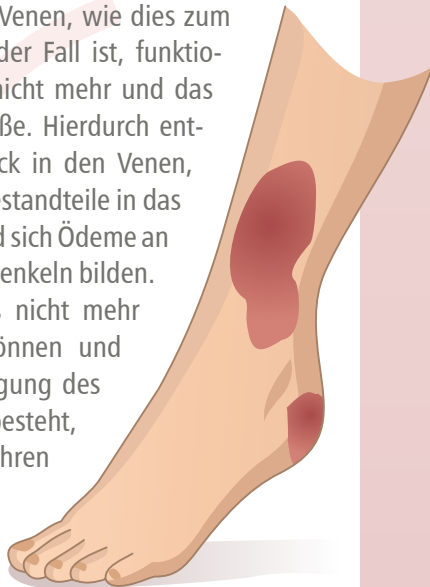 Venen, wie dies zum
der Fall ist, funktio-
nicht mehr und das
ße. Hierdurch ent-
ck in den Venen,
estandteile in das
d sich Ödeme an
enkeln bilden.
nicht mehr
önnen und
gung des
esteht,
hren